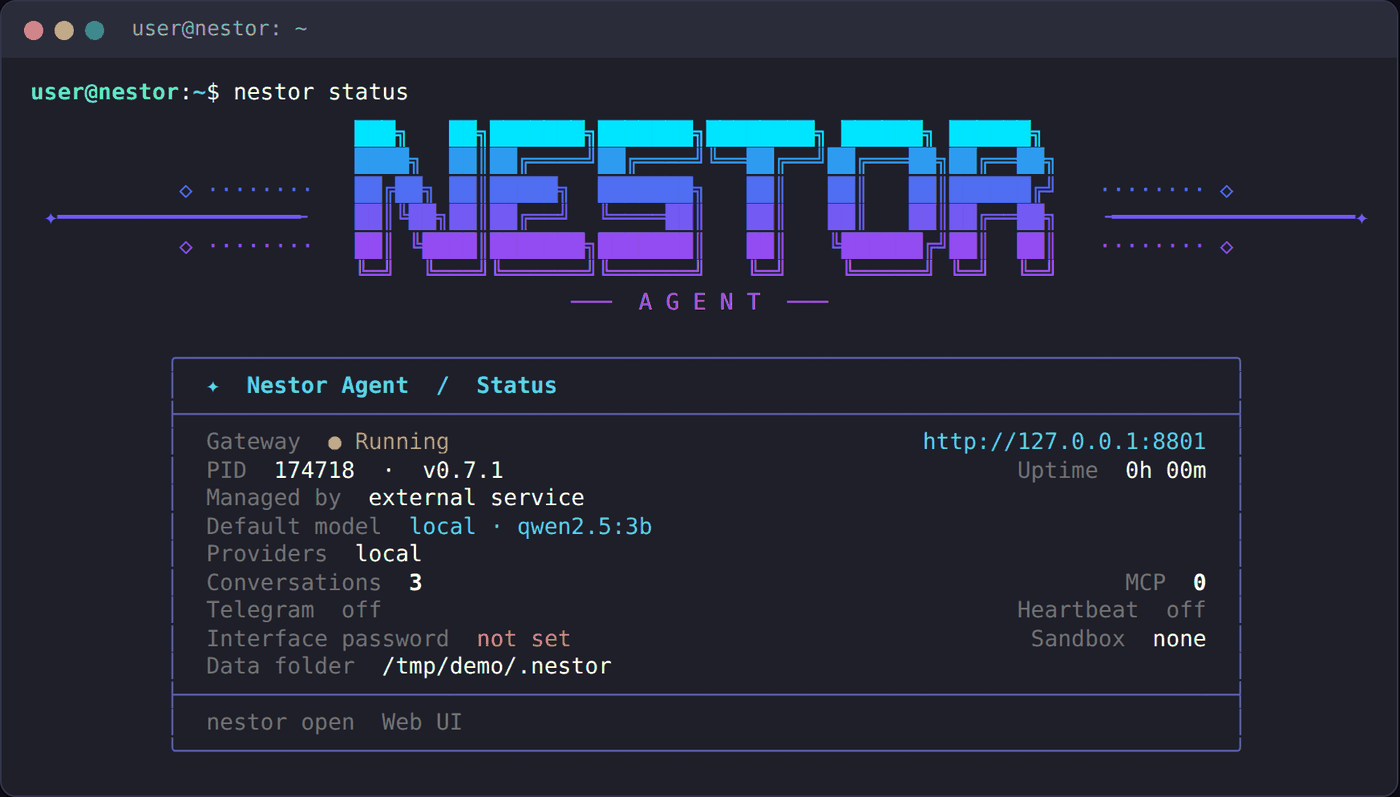 user@nestor: ~
user@nestor:~$ nestor status
NESTOR
AGENT
✦ Nestor Agent / Status
Gateway ● Running http://127.0.0.1:8801
PID 174718 · v0.7.1 Uptime 0h 00m
Managed by external service
Default model local · qwen2.5:3b
Providers local
Conversations 3 MCP 0
Telegram off Heartbeat off
Interface password not set Sandbox none
Data folder /tmp/demo/.nestor
nestor open Web UI